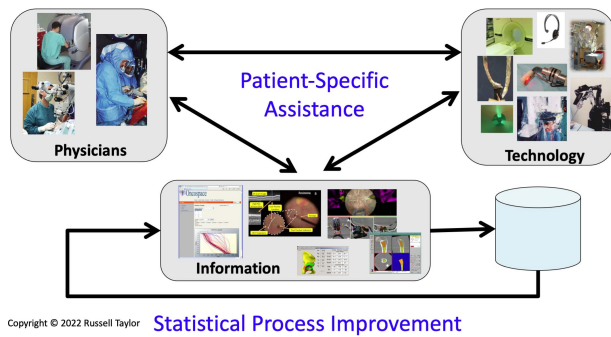 Patient-Specific
Assistance
Physicians
Technology
Information
Copyright © 2022 Russell Taylor
Statistical Process Improvement